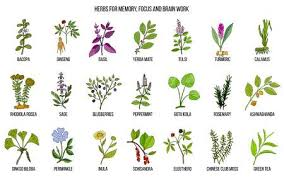 HERBS FOR MEMORY, FOCUS AND BRAIN WORK
BACOPA GINSENG BASIL YERBA MATE TULSI TURMERIC CALAMUS
RHODIOLA ROSEA SAGE BLUEBERRIES PEPPERMINT GOTU KOLA ROSEMARY ASHWAGANDHA
GINKGO BILOBA PERIWINKLE INULA SCHISANDRA ELEUTHERO CHINESE CLUB MOSS GREEN TEA